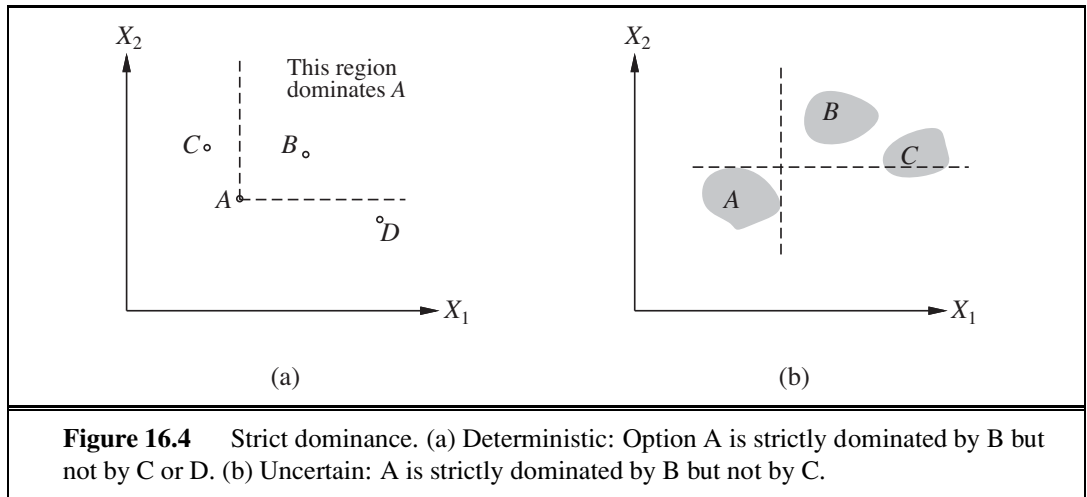 X2
This region
dominates A
C
B
A
D
X1
(a)
X2
B
C
A
X1
(b)
Figure 16.4 Strict dominance. (a) Deterministic: Option A is strictly dominated by B but
not by C or D. (b) Uncertain: A is strictly dominated by B but not by C.